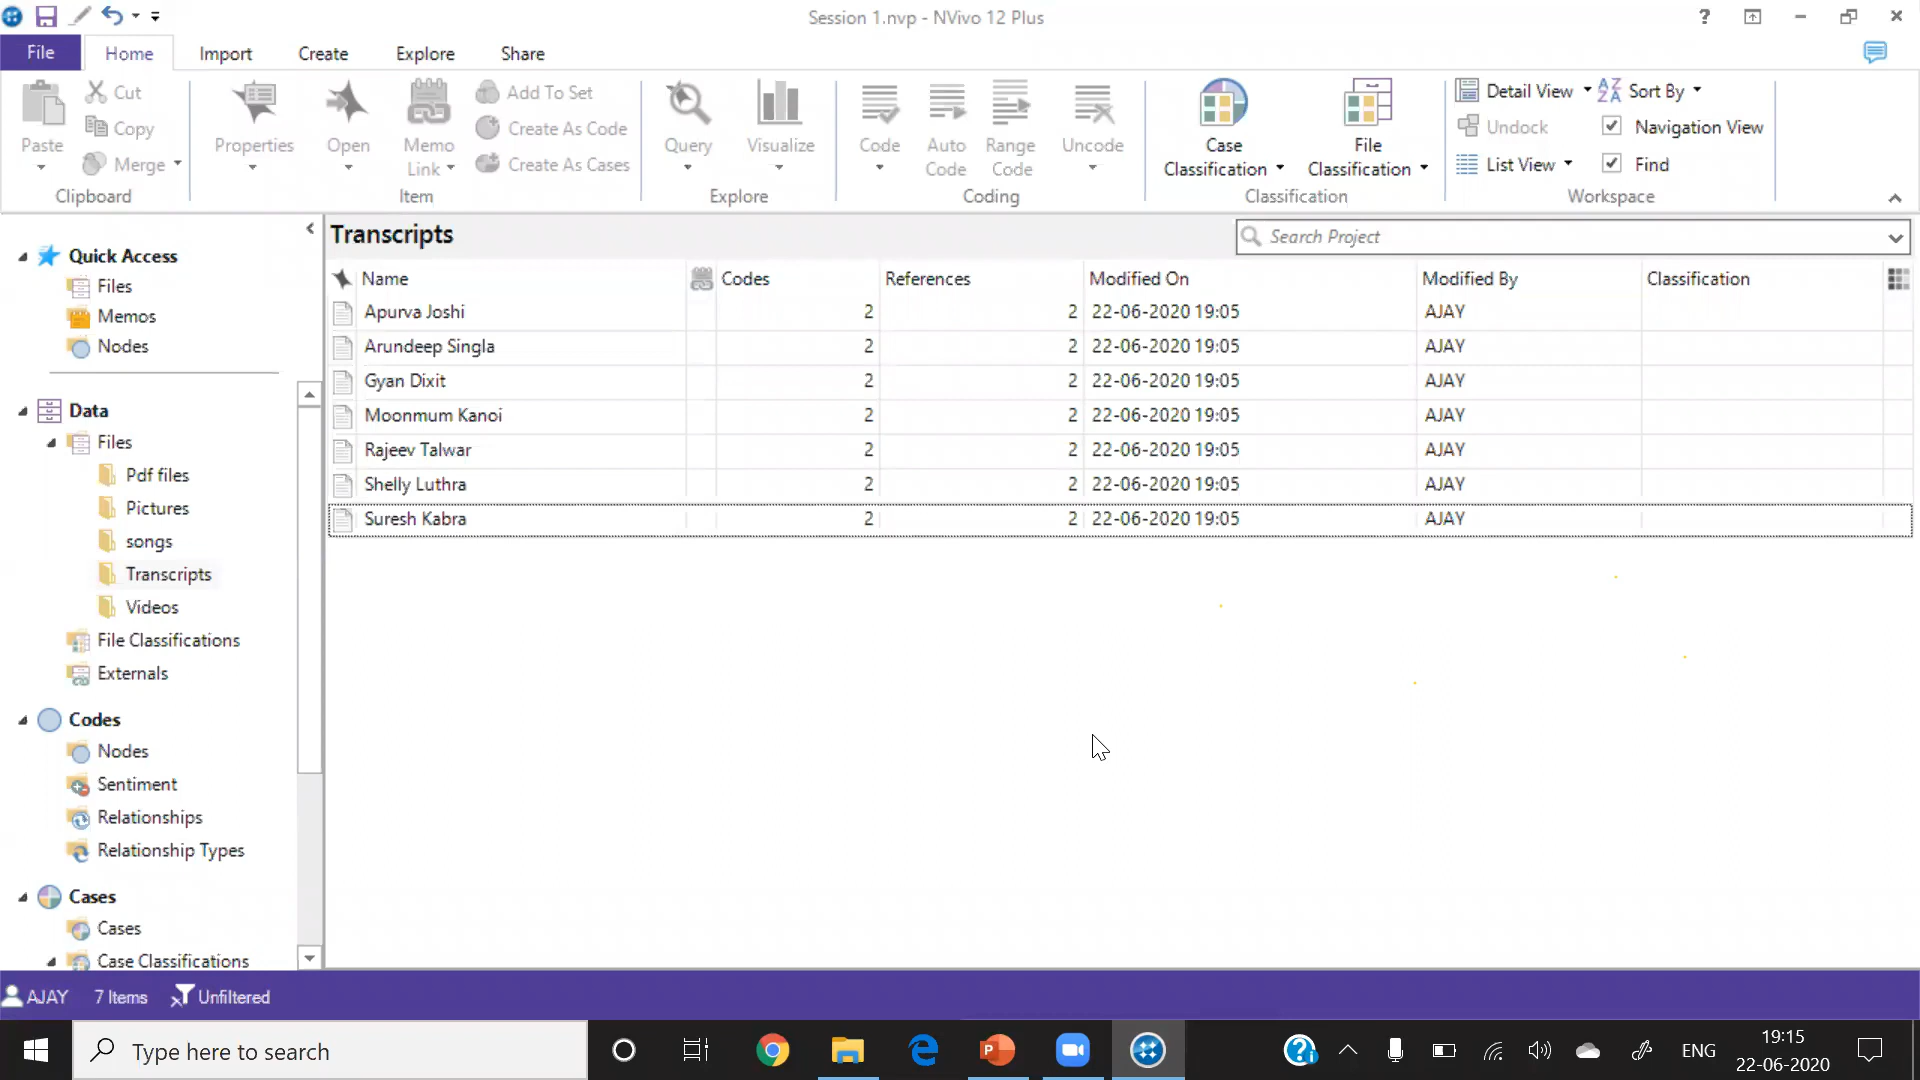 Session 1.nvp - NVivo 12 Plus
File Home Import Create Explore Share
Paste Cut Copy Merge
Clipboard
Properties Open Memo Link Add To Set Create As Code Create As Cases
Item
Query Visualize
Explore
Code Auto Code Range Code Uncode
Coding
Case Classification File Classification
Classification
Detail View Sort By
Undock Navigation View
List View Find
Workspace
Quick Access
Files
Memos
Nodes
Data
Files
Pdf files
Pictures
songs
Transcripts
Videos
File Classifications
Externals
Codes
Nodes
Sentiment
Relationships
Relationship Types
Cases
Cases
Case Classifications
Transcripts
Search Project
Name Codes References Modified On Modified By Classification
Apurva Joshi 2 2 22-06-2020 19:05 AJAY
Arundeep Singla 2 2 22-06-2020 19:05 AJAY
Gyan Dixit 2 2 22-06-2020 19:05 AJAY
Moonmum Kanoi 2 2 22-06-2020 19:05 AJAY
Rajeev Talwar 2 2 22-06-2020 19:05 AJAY
Shelly Luthra 2 2 22-06-2020 19:05 AJAY
Suresh Kabra 2 2 22-06-2020 19:05 AJAY
AJAY 7 Items Unfiltered
Type here to search
ENG
19:15
22-06-2020